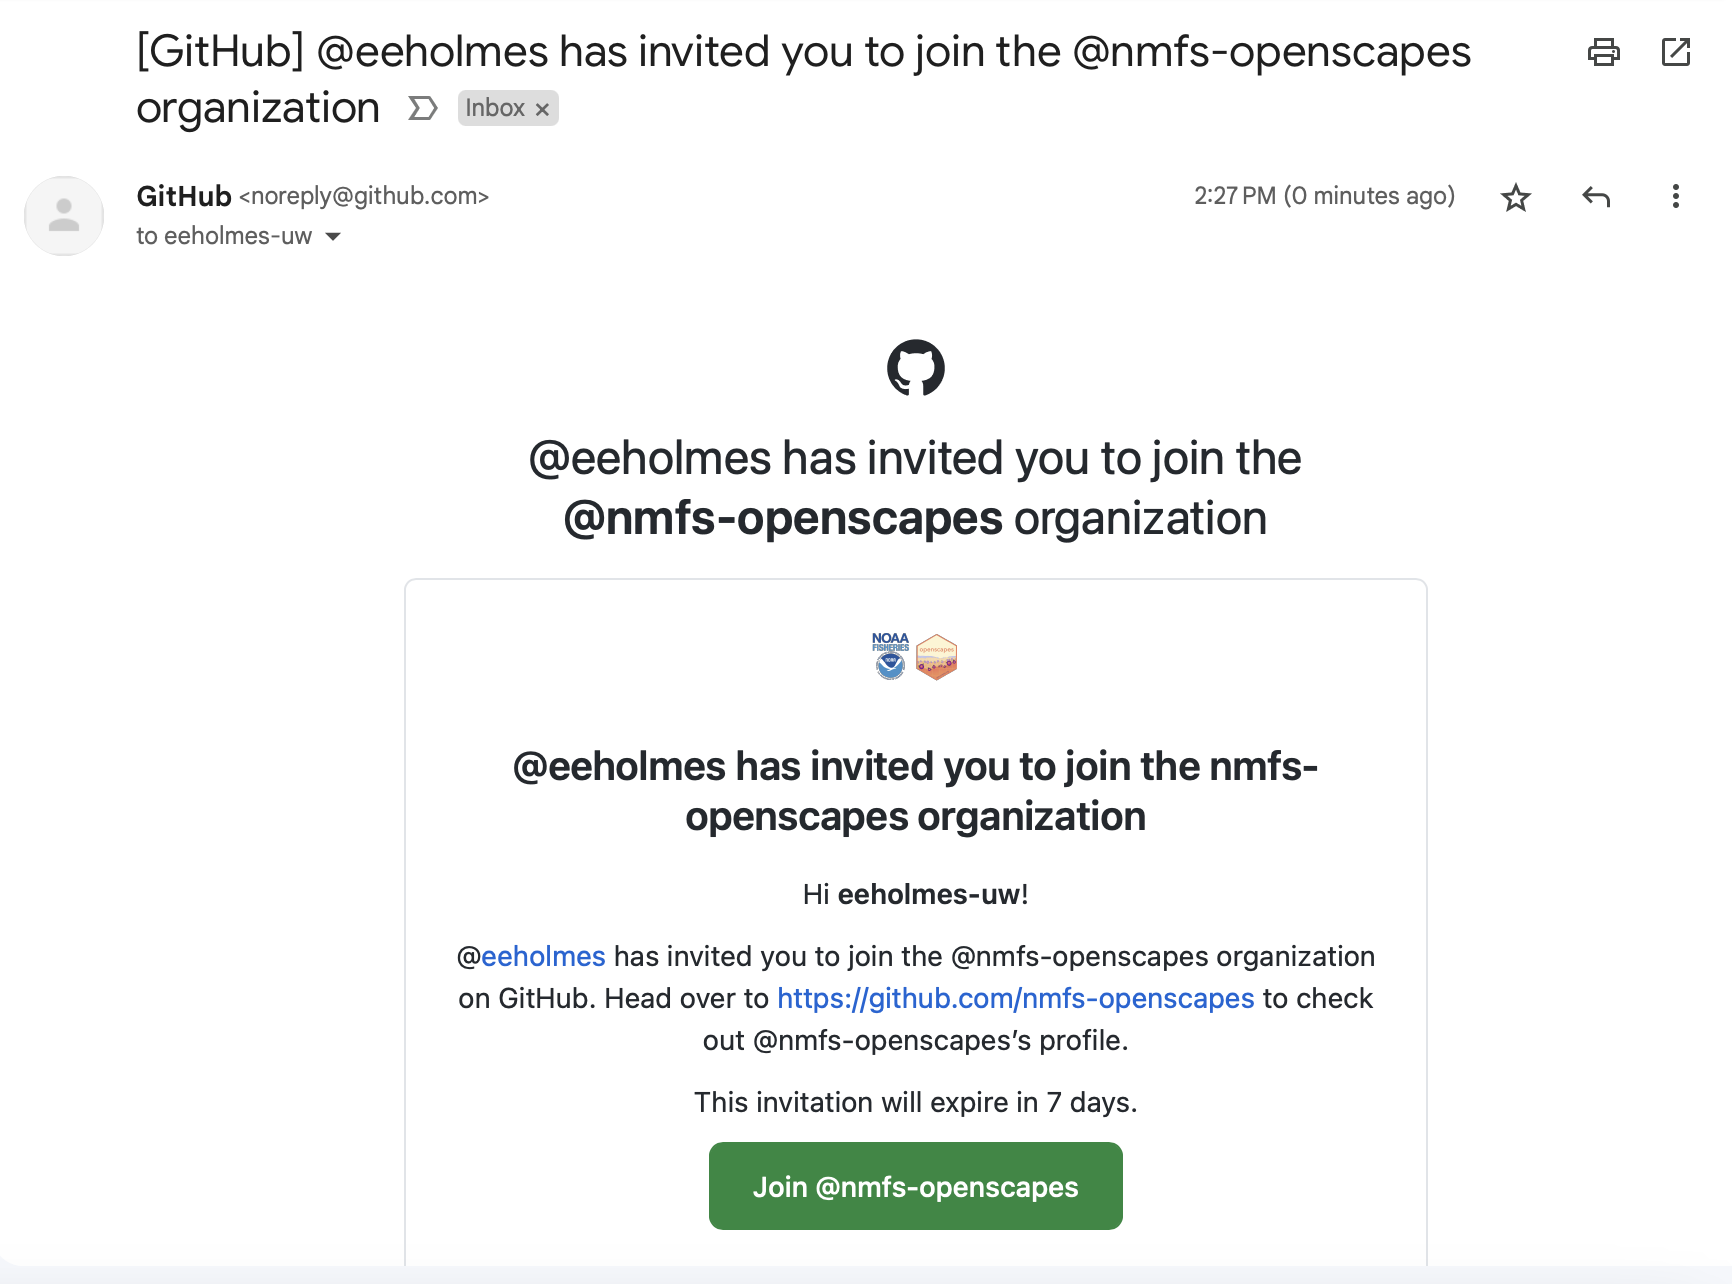 [GitHub] @eeholmes has invited you to join the @nmfs-openscapes
organization Inbox ×
GitHub <noreply@github.com> 2:27 PM (0 minutes ago)
to eeholmes-uw
@eeholmes has invited you to join the
@nmfs-openscapes organization
NOAA
FISHERIES
openscapes
@eeholmes has invited you to join the nmfs-
openscapes organization
Hi eeholmes-uw!
@eeholmes has invited you to join the @nmfs-openscapes organization
on GitHub. Head over to https://github.com/nmfs-openscapes to check
out @nmfs-openscapes’s profile.
This invitation will expire in 7 days.
Join @nmfs-openscapes